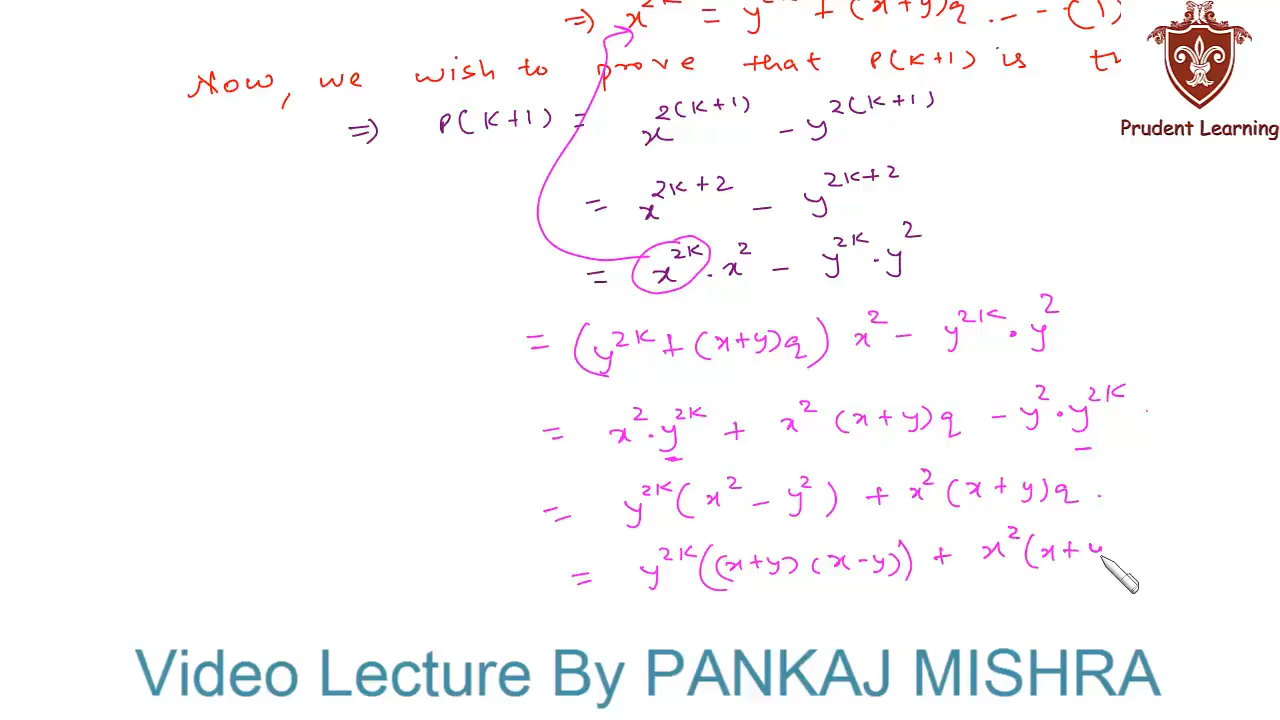 => x^{2K} = y^{2K} + (x+y)q ... - (1)
Now, we wish to prove that P(K+1) is
=> P(K+1) = x^{2(K+1)} - y^{2(K+1)}
= x^{2K+2} - y^{2K+2}
= x^{2K} . x^2 - y^{2K} . y^2
= (y^{2K} + (x+y)q) x^2 - y^{2K} . y^2
= x^2 . y^{2K} + x^2 (x+y)q - y^2 . y^{2K}
= y^{2K}(x^2 - y^2) + x^2 (x+y)q .
= y^{2K}((x+y)(x-y)) + x^2(x+y
Prudent Learning
Video Lecture By PANKAJ MISHRA